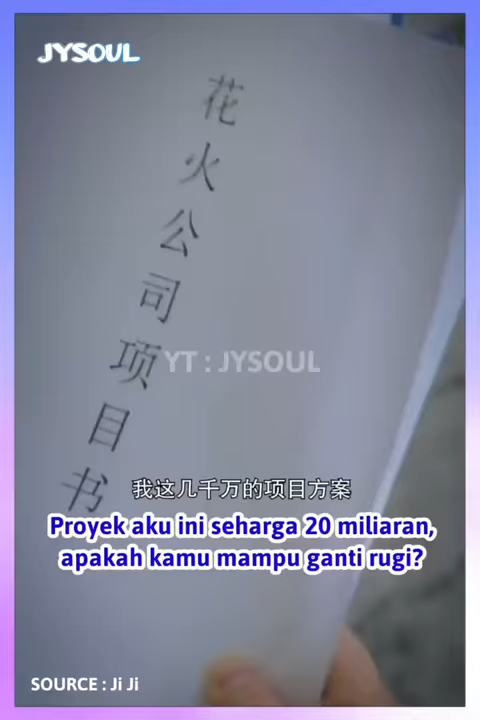 JYSOUL
花火公司项目书
YT : JYSOUL
我这几千万的项目方案
Proyek aku ini seharga 20 miliaran,
apakah kamu mampu ganti rugi?
SOURCE : Ji Ji